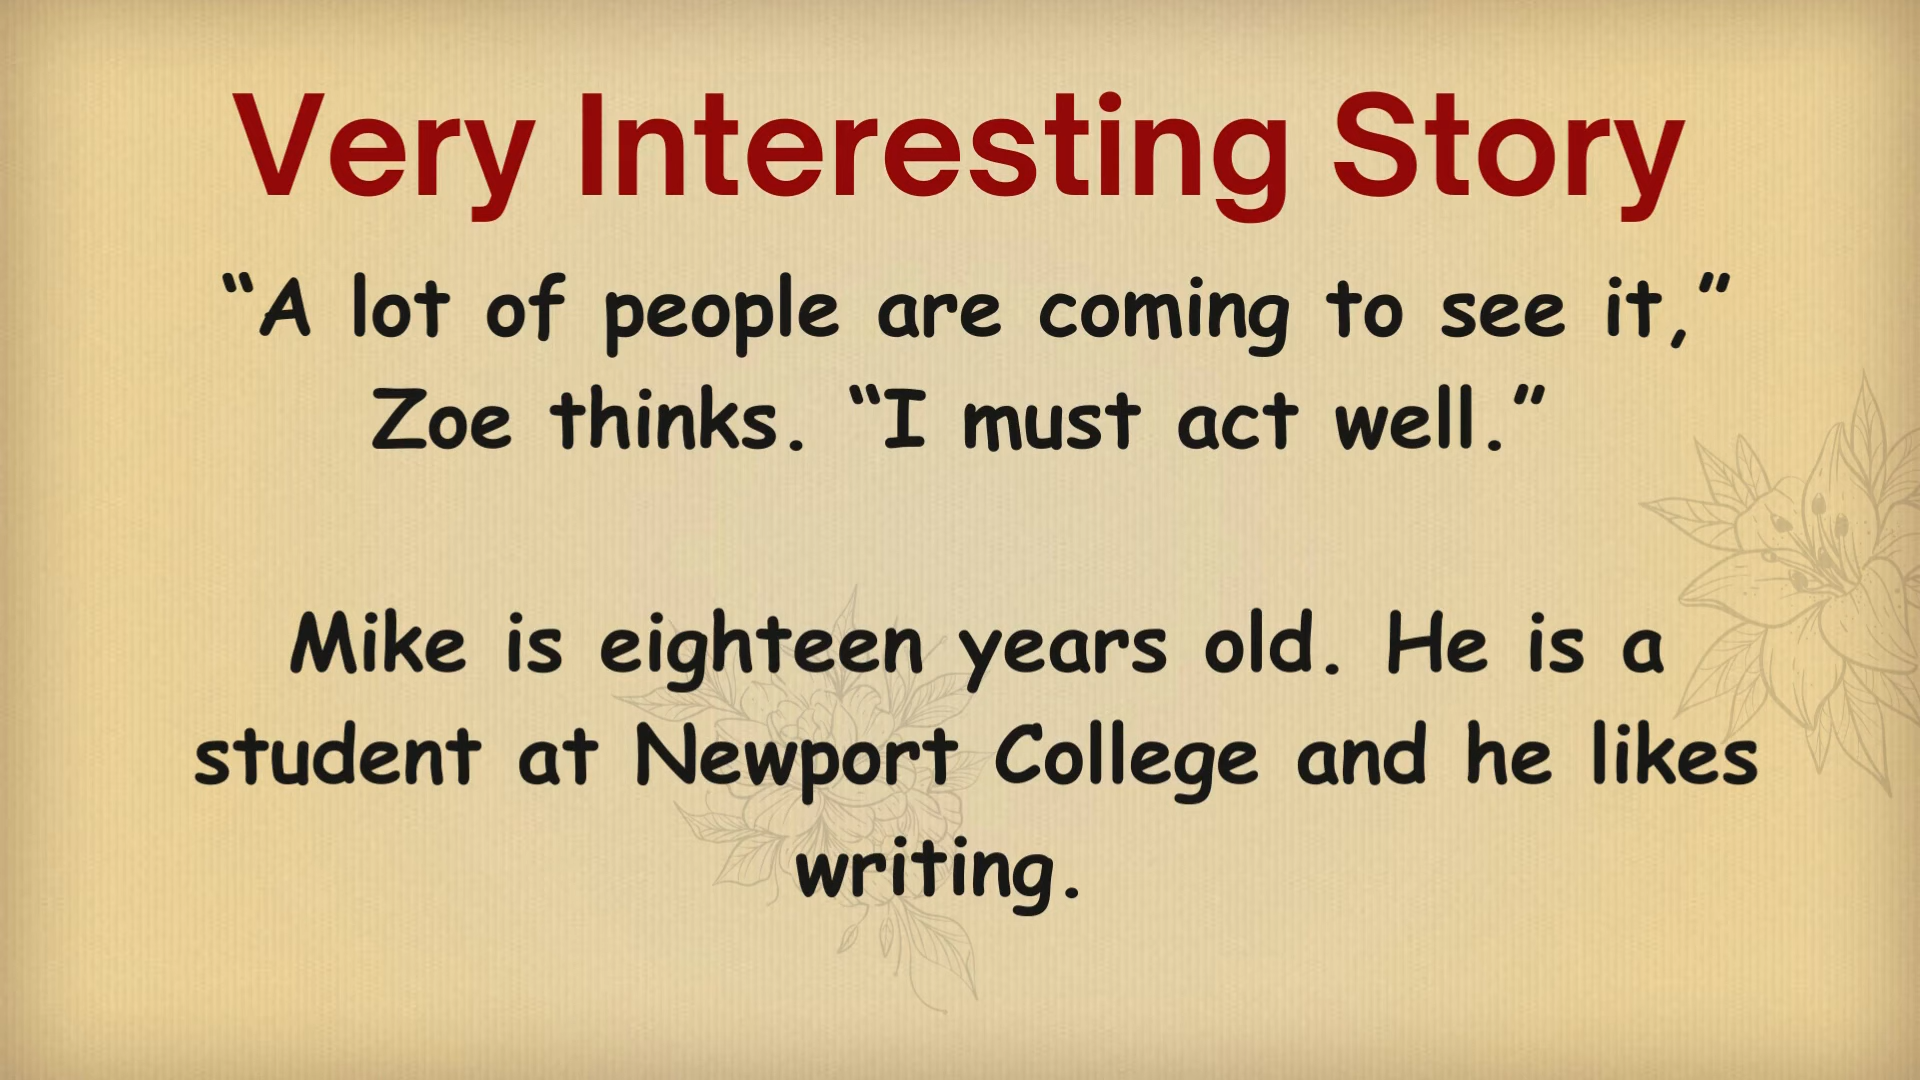 Very Interesting Story
“A lot of people are coming to see it,”
Zoe thinks. “I must act well.”
Mike is eighteen years old. He is a
student at Newport College and he likes
writing.